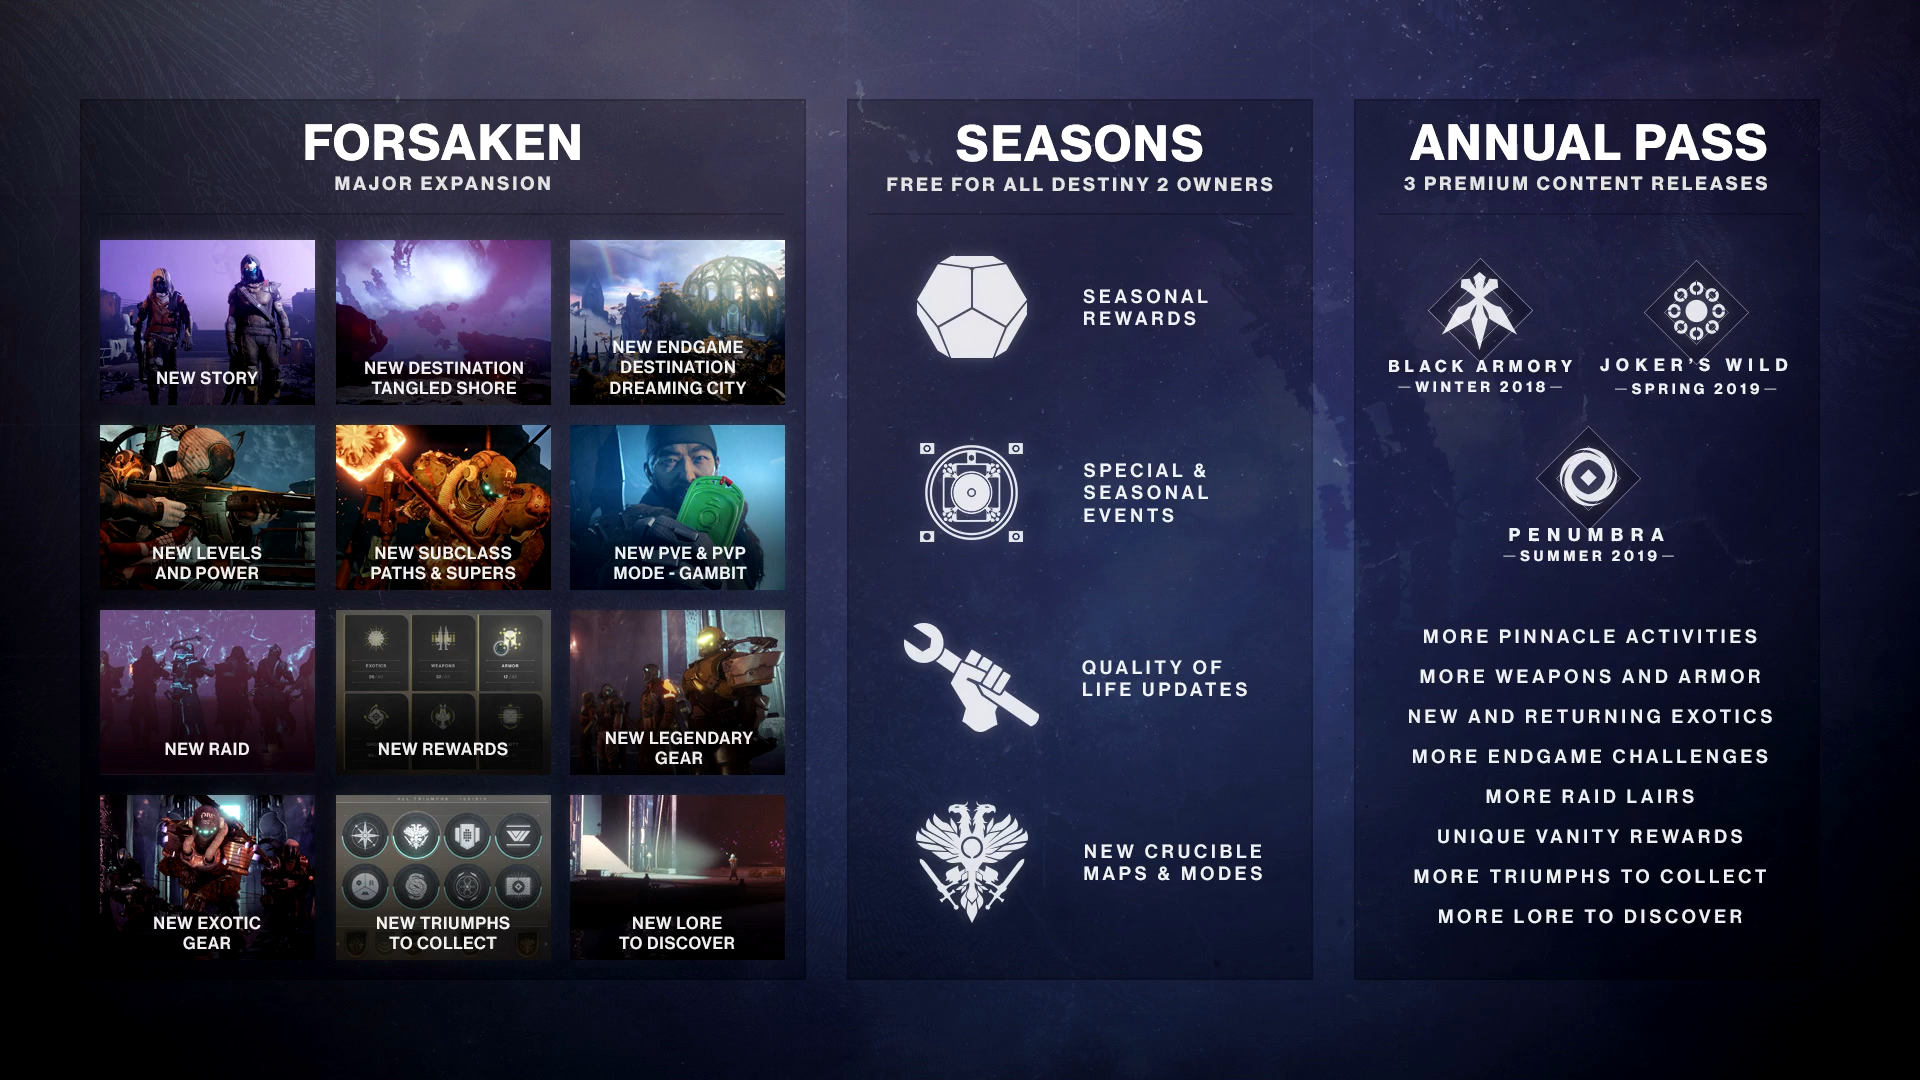 FORSAKEN
MAJOR EXPANSION
NEW STORY
NEW DESTINATION
TANGLED SHORE
NEW ENDGAME
DESTINATION
DREAMING CITY
NEW LEVELS
AND POWER
NEW SUBCLASS
PATHS & SUPERS
NEW PVE & PVP
MODE - GAMBIT
NEW RAID
EXOTICS
WEAPONS
ARMOR
NEW REWARDS
NEW LEGENDARY
GEAR
NEW EXOTIC
GEAR
NEW TRIUMPHS
TO COLLECT
NEW LORE
TO DISCOVER
SEASONS
FREE FOR ALL DESTINY 2 OWNERS
SEASONAL
REWARDS
SPECIAL &
SEASONAL
EVENTS
QUALITY OF
LIFE UPDATES
NEW CRUCIBLE
MAPS & MODES
ANNUAL PASS
3 PREMIUM CONTENT RELEASES
BLACK ARMORY
—WINTER 2018—
JOKER'S WILD
—SPRING 2019—
PENUMBRA
—SUMMER 2019—
MORE PINNACLE ACTIVITIES
MORE WEAPONS AND ARMOR
NEW AND RETURNING EXOTICS
MORE ENDGAME CHALLENGES
MORE RAID LAIRS
UNIQUE VANITY REWARDS
MORE TRIUMPHS TO COLLECT
MORE LORE TO DISCOVER